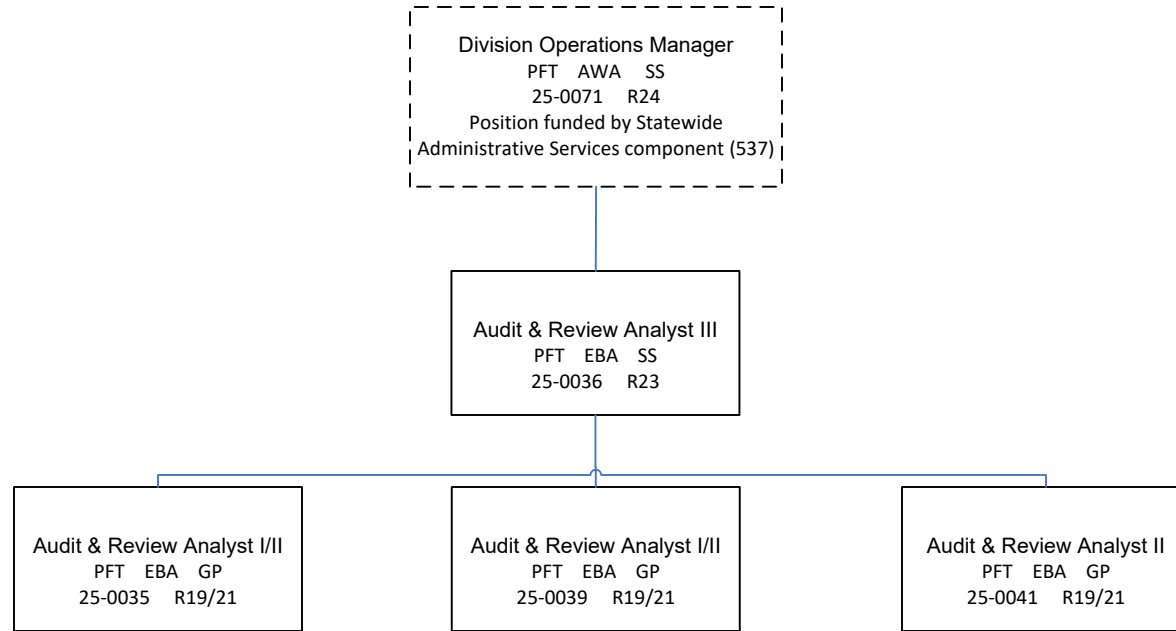 Division Operations Manager
PFT AWA SS
25-0071 R24
Position funded by Statewide
Administrative Services component (537)
Audit & Review Analyst III
PFT EBA SS
25-0036 R23
Audit & Review Analyst I/II
PFT EBA GP
25-0035 R19/21
Audit & Review Analyst I/II
PFT EBA GP
25-0039 R19/21
Audit & Review Analyst II
PFT EBA GP
25-0041 R19/21